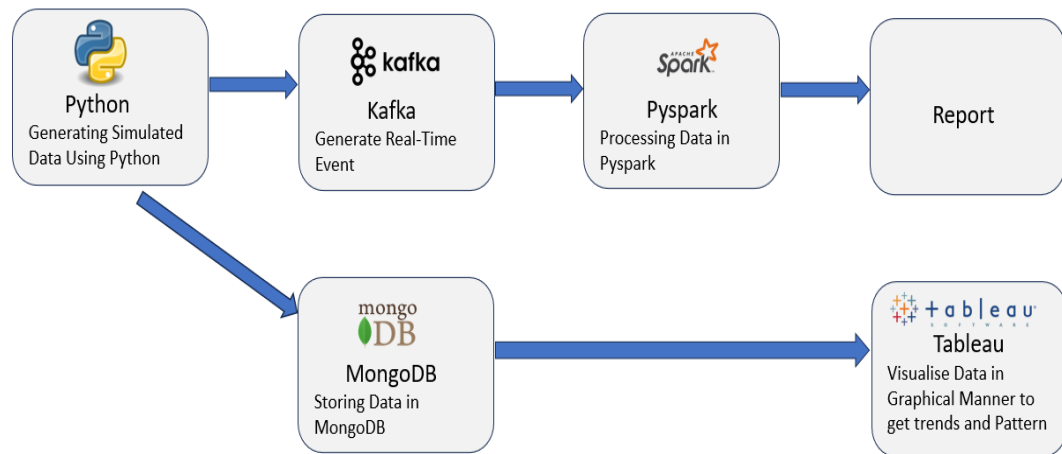 Python
Generating Simulated
Data Using Python
kafka
Kafka
Generate Real-Time
Event
APACHE
Spark
Pyspark
Processing Data in
Pyspark
Report
mongo
DB
MongoDB
Storing Data in
MongoDB
+ableau
SOFTWARE
Tableau
Visualise Data in
Graphical Manner to
get trends and Pattern